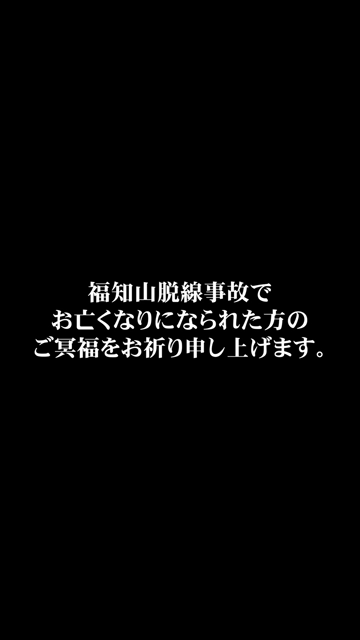 福知山脱線事故で
お亡くなりになられた方の
ご冥福をお祈り申し上げます。